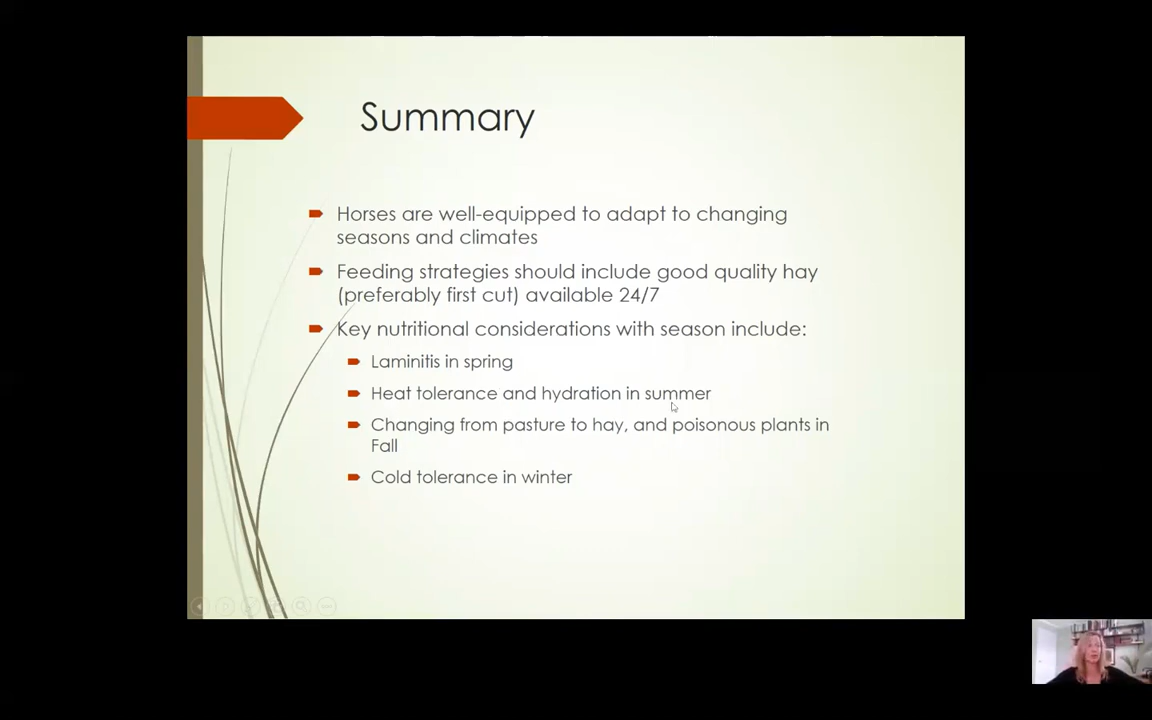 Summary
Horses are well-equipped to adapt to changing
seasons and climates
Feeding strategies should include good quality hay
(preferably first cut) available 24/7
Key nutritional considerations with season include:
Laminitis in spring
Heat tolerance and hydration in summer
Changing from pasture to hay, and poisonous plants in
Fall
Cold tolerance in winter